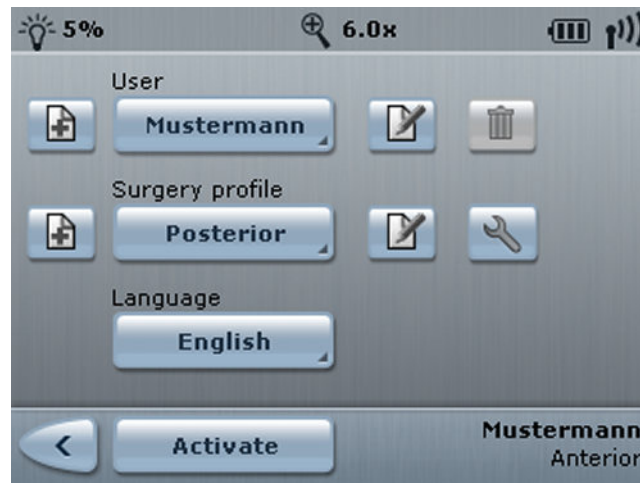 5% 6.0x
User
Mustermann
Surgery profile
Posterior
Language
English
Activate
Mustermann
Anterior